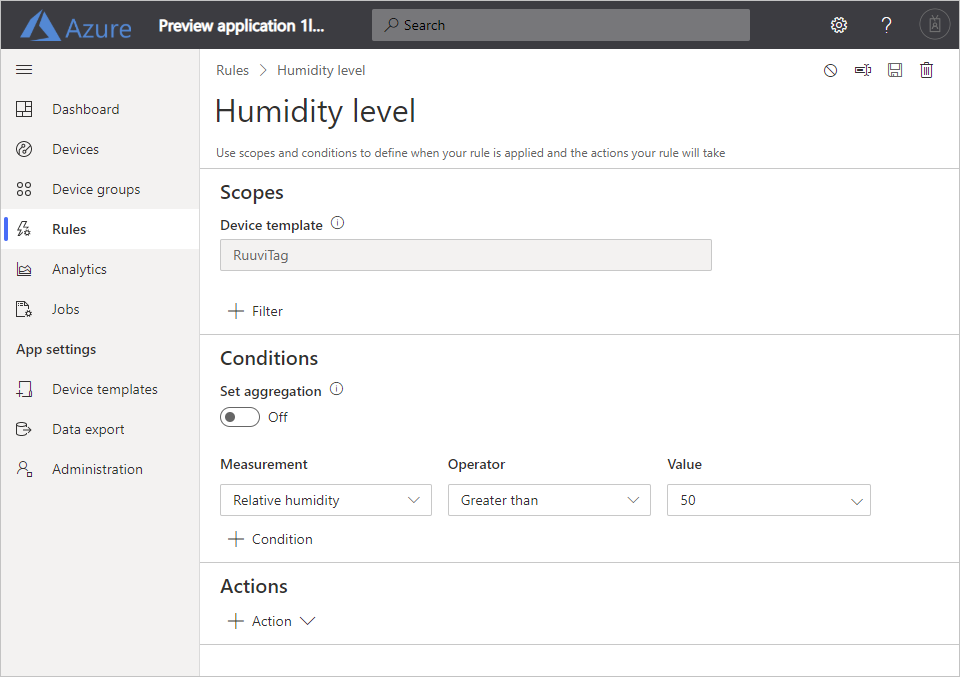 Azure Preview application 1l... Search ?
Rules > Humidity level
Humidity level
Use scopes and conditions to define when your rule is applied and the actions your rule will take
Dashboard
Devices
Device groups
Rules
Analytics
Jobs
App settings
Device templates
Data export
Administration
Scopes
Device template
RuuviTag
+ Filter
Conditions
Set aggregation
Off
Measurement Operator Value
Relative humidity Greater than 50
+ Condition
Actions
+ Action